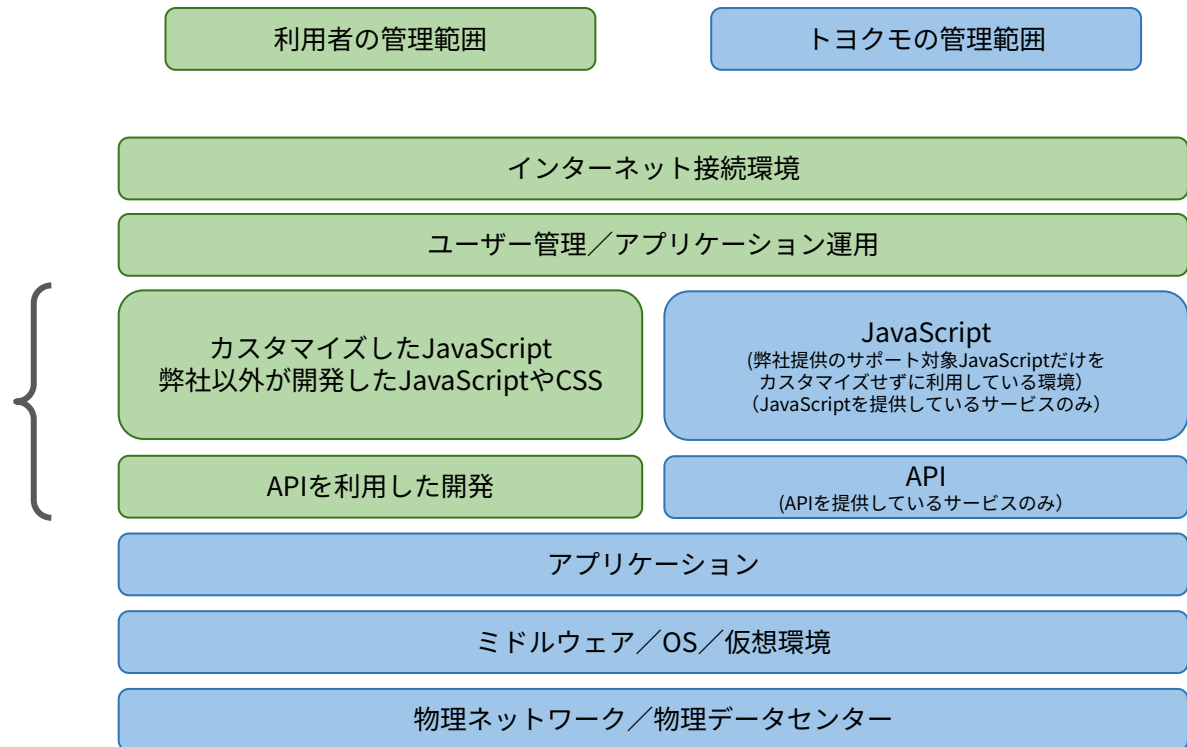 利用者の管理範囲
トヨクモの管理範囲
インターネット接続環境
ユーザー管理／アプリケーション運用
カスタマイズしたJavaScript
弊社以外が開発したJavaScriptやCSS
JavaScript
(弊社提供のサポート対象JavaScriptだけを
カスタマイズせずに利用している環境）
（JavaScriptを提供しているサービスのみ）
APIを利用した開発
API
(APIを提供しているサービスのみ）
アプリケーション
ミドルウェア／OS／仮想環境
物理ネットワーク／物理データセンター